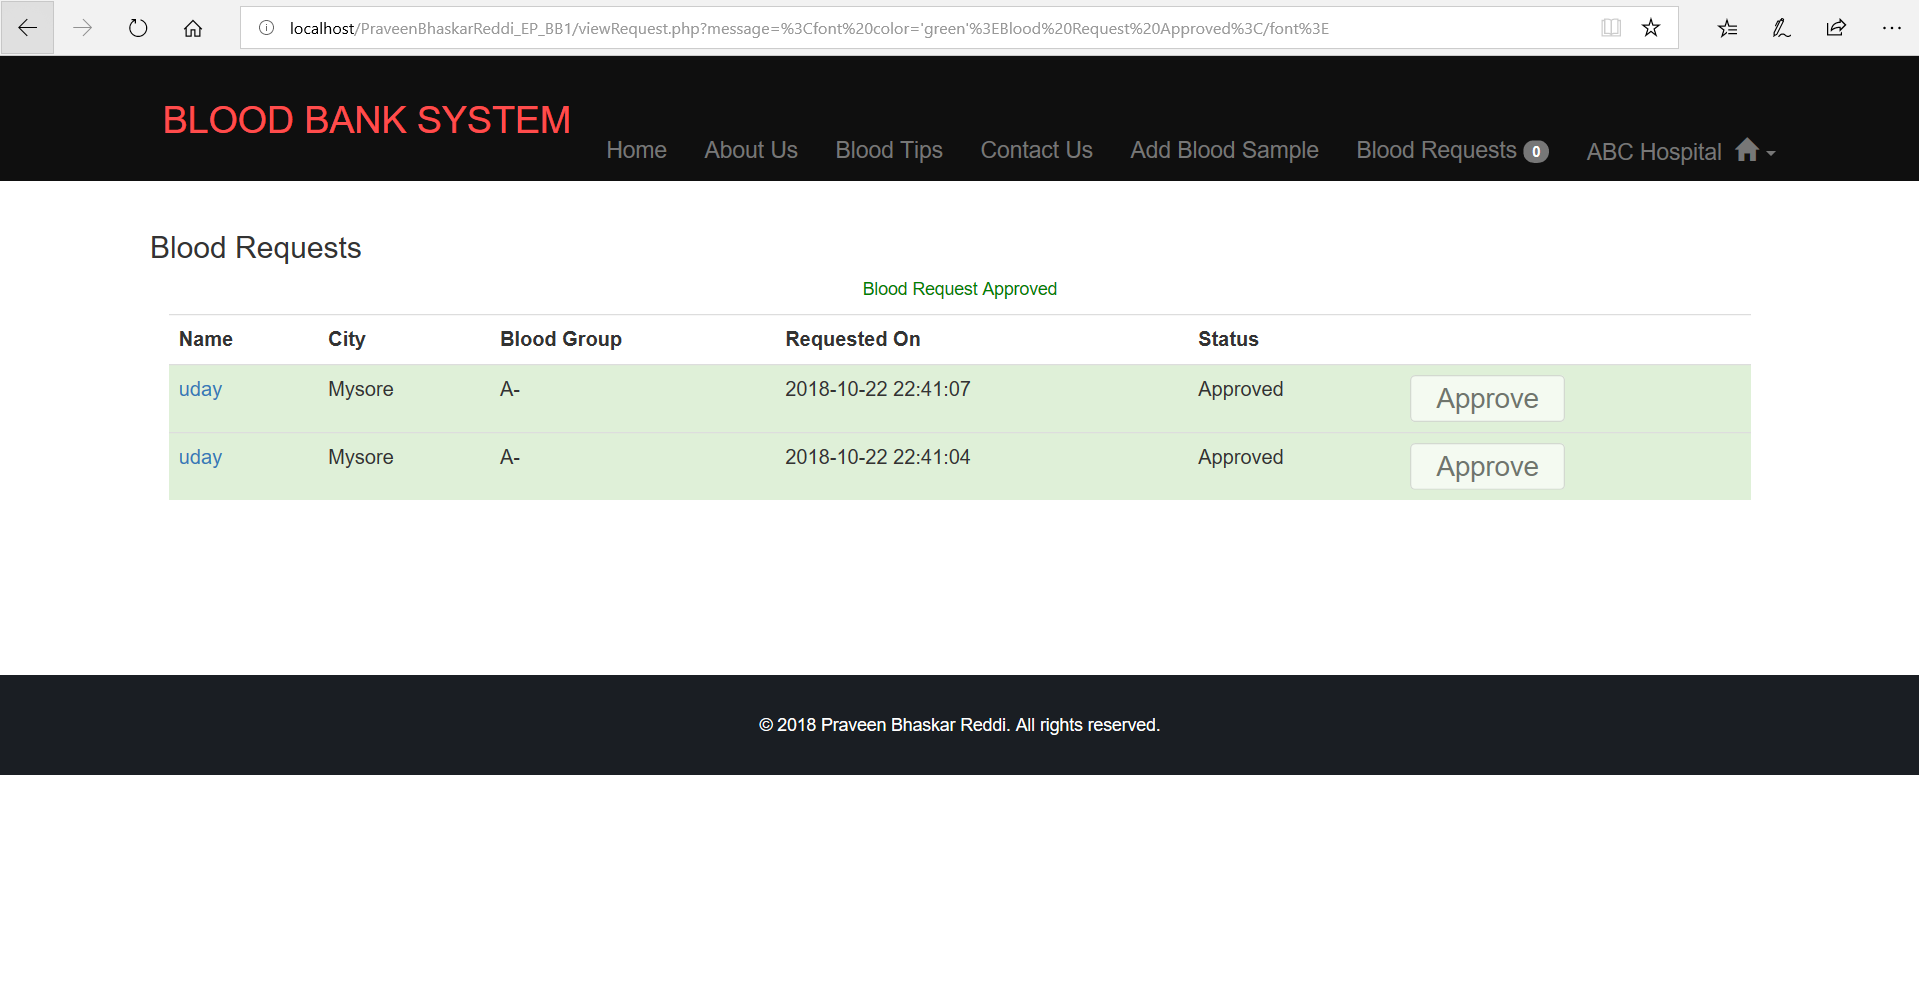 localhost/PraveenBhaskarReddi_EP_BB1/viewRequest.php?message=%3Cfont%20color='green'%3EBlood%20Request%20Approved%3C/font%3E
BLOOD BANK SYSTEM
Home About Us Blood Tips Contact Us Add Blood Sample Blood Requests 0 ABC Hospital
Blood Requests
Blood Request Approved
Name City Blood Group Requested On Status
uday Mysore A- 2018-10-22 22:41:07 Approved Approve
uday Mysore A- 2018-10-22 22:41:04 Approved Approve
© 2018 Praveen Bhaskar Reddi. All rights reserved.